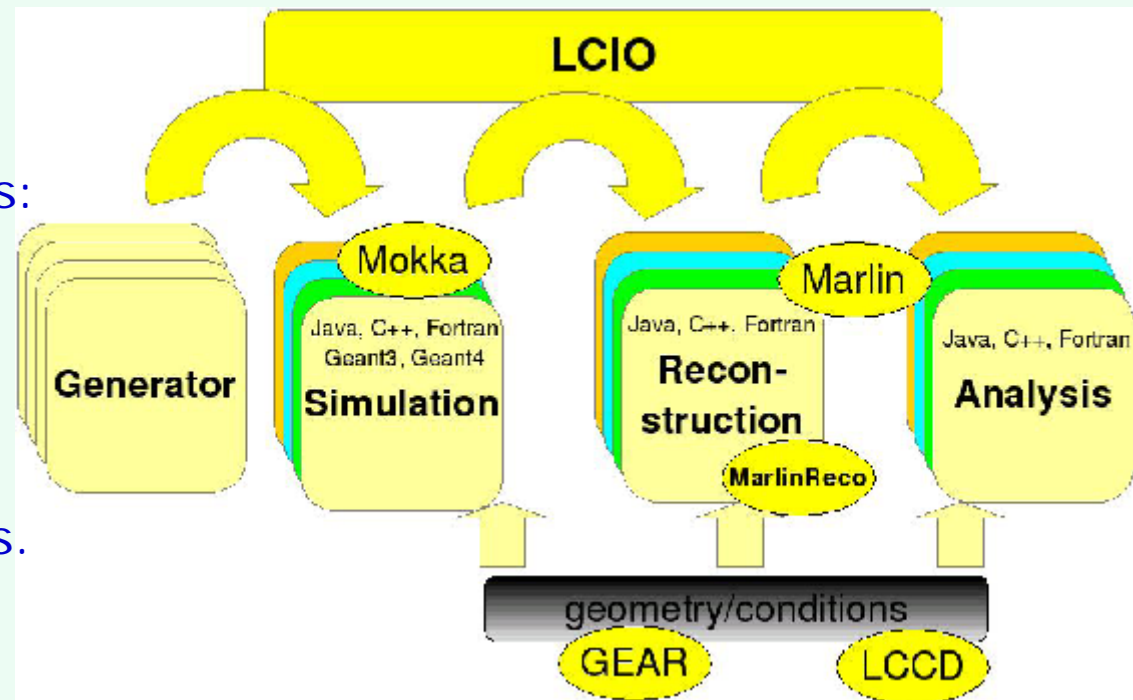 LCIO
s:
Mokka
Marlin
Generator
Java, C++, Fortran
Geant3, Geant4
Simulation
Java, C++, Fortran
Recon-
struction
MarlinReco
Java, C++, Fortran
Analysis
s.
geometry/conditions
GEAR
LCCD